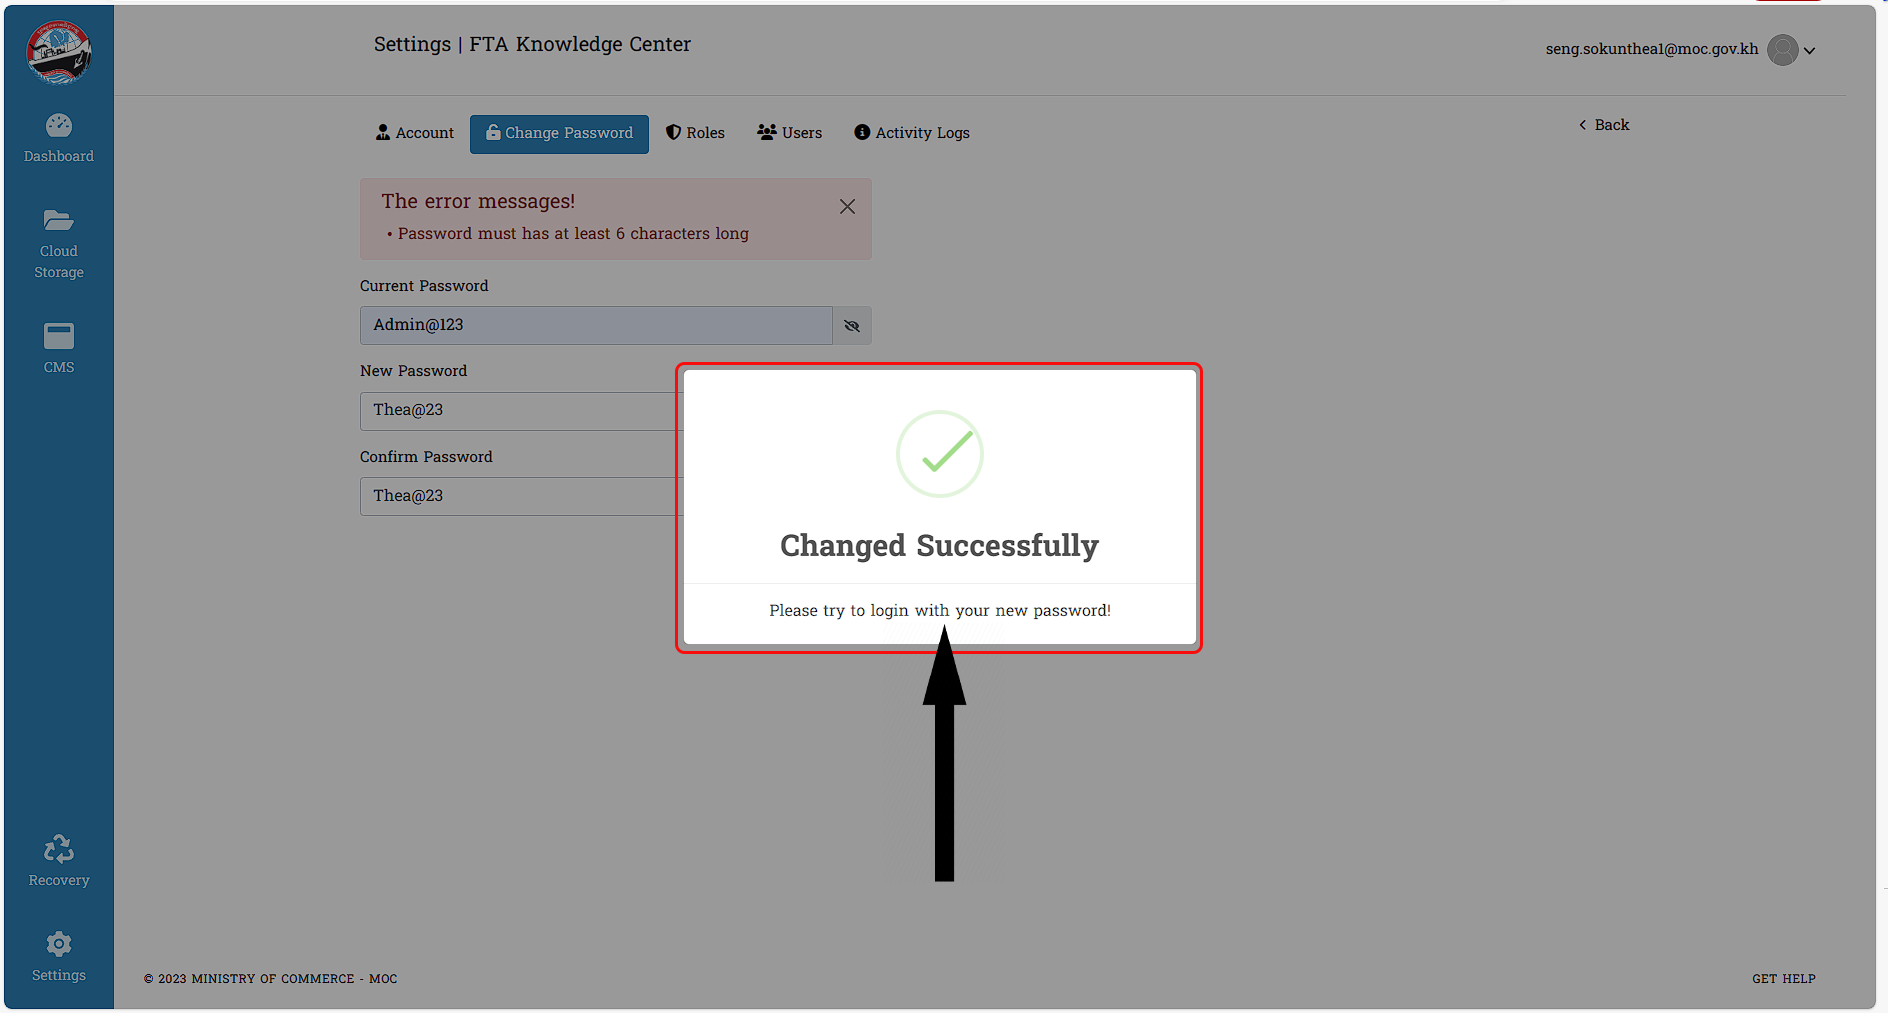 Settings | FTA Knowledge Center
seng.sokunthea1@moc.gov.kh
Dashboard
Cloud
Storage
CMS
Recovery
Settings
Account
Change Password
Roles
Users
Activity Logs
Back
The error messages!
• Password must has at least 6 characters long
Current Password
Admin@123
New Password
Thea@23
Confirm Password
Thea@23
Changed Successfully
Please try to login with your new password!
© 2023 MINISTRY OF COMMERCE - MOC
GET HELP